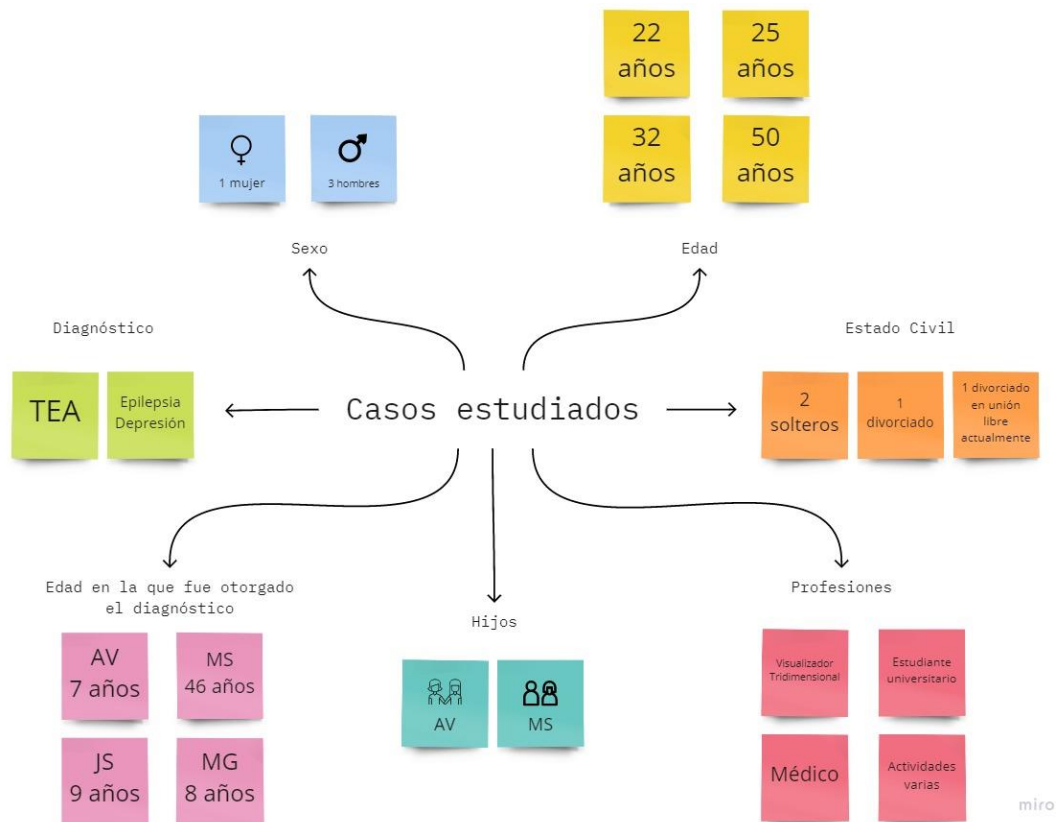 22
años
25
años
32
años
50
años
1 mujer
3 hombres
Sexo
Edad
Diagnóstico
TEA
Epilepsia
Depresión
Casos estudiados
Estado Civil
2
solteros
1
divorciado
1 divorciado
en unión
libre
actualmente
Edad en la que fue otorgado
el diagnóstico
AV
7 años
MS
46 años
JS
9 años
MG
8 años
Hijos
AV
MS
Profesiones
Visualizador
Tridimensional
Estudiante
universitario
Médico
Actividades
varias
miro